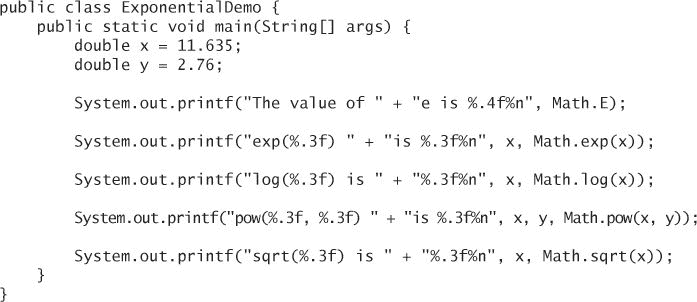 public class ExponentialDemo {
    public static void main(String[] args) {
        double x = 11.635;
        double y = 2.76;

        System.out.printf("The value of " + "e is %.4f%n", Math.E);

        System.out.printf("exp(%.3f) " + "is %.3f%n", x, Math.exp(x));

        System.out.printf("log(%.3f) is " + "%.3f%n", x, Math.log(x));

        System.out.printf("pow(%.3f, %.3f) " + "is %.3f%n", x, y, Math.pow(x, y));

        System.out.printf("sqrt(%.3f) is " + "%.3f%n", x, Math.sqrt(x));
    }
}